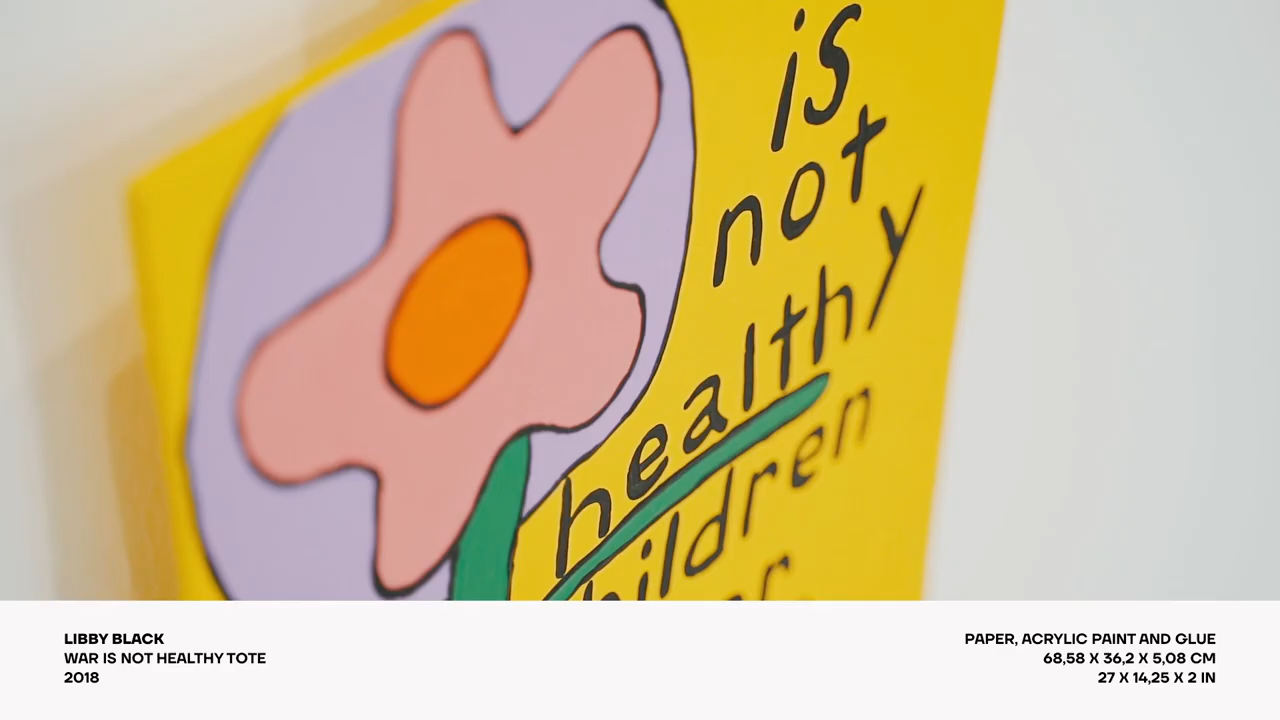 is
not
healthy
children
LIBBY BLACK
WAR IS NOT HEALTHY TOTE
2018
PAPER, ACRYLIC PAINT AND GLUE
68,58 X 36,2 X 5,08 CM
27 X 14,25 X 2 IN